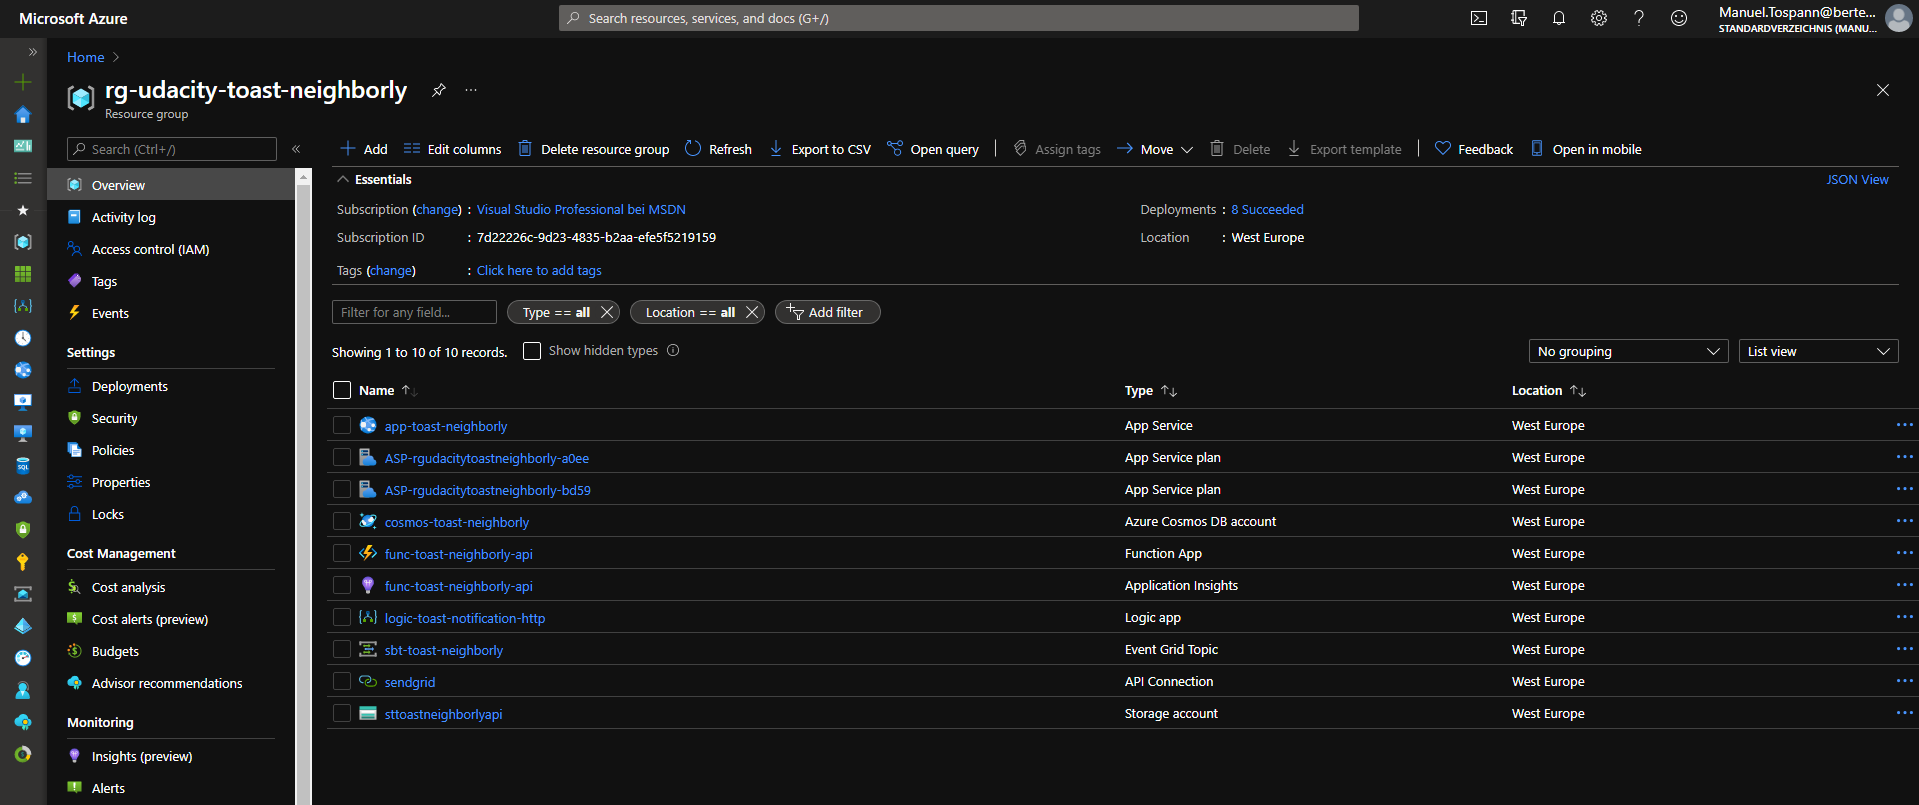 Microsoft Azure
Search resources, services, and docs (G+/)
Manuel.Tospann@berte...
STANDARDVERZEICHNIS (MANU...
Home
rg-udacity-toast-neighborly
Resource group
Search (Ctrl+/)
Add
Edit columns
Delete resource group
Refresh
Export to CSV
Open query
Assign tags
Move
Delete
Export template
Feedback
Open in mobile
Overview
Activity log
Access control (IAM)
Tags
Events
Settings
Deployments
Security
Policies
Properties
Locks
Cost Management
Cost analysis
Cost alerts (preview)
Budgets
Advisor recommendations
Monitoring
Insights (preview)
Alerts
Essentials
JSON View
Subscription (change) : Visual Studio Professional bei MSDN
Deployments : 8 Succeeded
Subscription ID : 7d22226c-9d23-4835-b2aa-efe5f5219159
Location : West Europe
Tags (change) : Click here to add tags
Filter for any field...
Type == all
Location == all
Add filter
Showing 1 to 10 of 10 records.
Show hidden types
No grouping
List view
Name Type Location
app-toast-neighborly App Service West Europe
ASP-rgudacitytoastneighborly-a0ee App Service plan West Europe
ASP-rgudacitytoastneighborly-bd59 App Service plan West Europe
cosmos-toast-neighborly Azure Cosmos DB account West Europe
func-toast-neighborly-api Function App West Europe
func-toast-neighborly-api Application Insights West Europe
logic-toast-notification-http Logic app West Europe
sbt-toast-neighborly Event Grid Topic West Europe
sendgrid API Connection West Europe
sttoastneighborlyapi Storage account West Europe